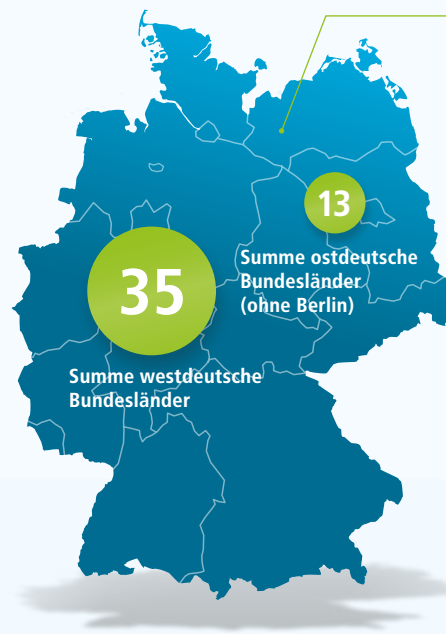 13
Summe ostdeutsche
Bundesländer
(ohne Berlin)
35
Summe westdeutsche
Bundesländer